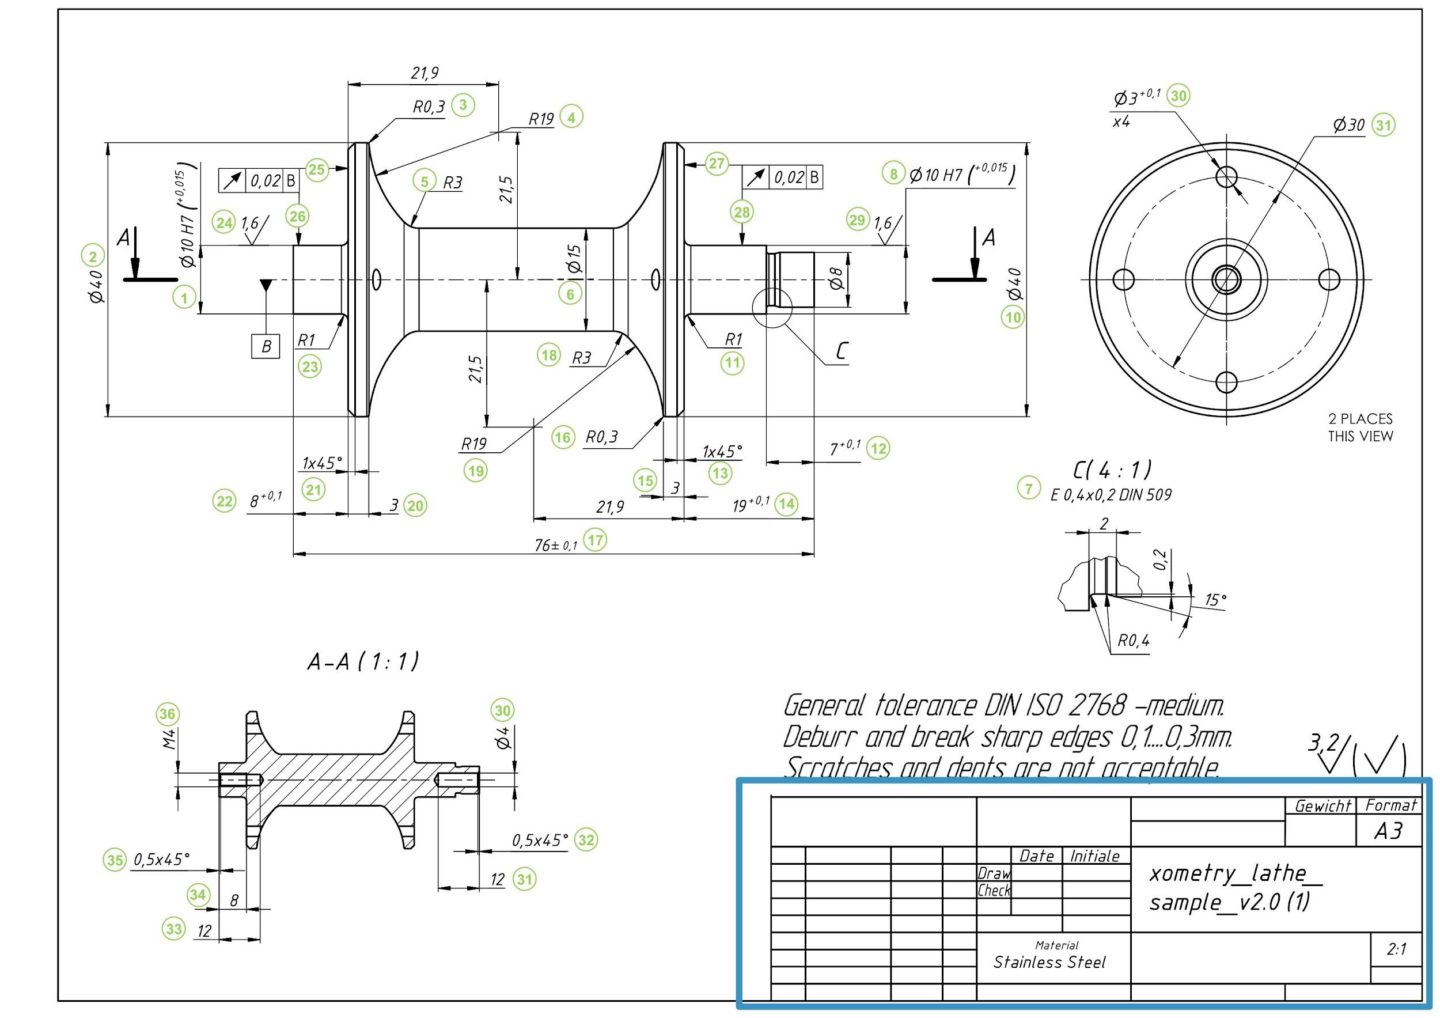 21,9
R0,3 3
R19 4
Ø3+0,1 30
x4
Ø30 31
25
0,02 B
5 R3
21,5
27
0,02 B
8 Ø10 H7 (+0,015)
24 1,6
26
28
29 1,6
A
A
2 Ø40
Ø10 H7 (+0,015)
1
Ø15
6
Ø8
Ø40
10
B
R1
23
18 R3
21,5
R1
11
C
R19
19
16 R0,3
2 PLACES
THIS VIEW
1x45°
21
15
1x45°
13
7+0,1 12
22 8+0,1
3 20
3
21,9
19+0,1 14
76±0,1 17
C(4:1)
7 E 0,4x0,2 DIN 509
2
0,2
15°
R0,4
A-A(1:1)
36
M4
30
Ø4
35 0,5x45°
0,5x45° 32
12 31
34
8
33 12
General tolerance DIN ISO 2768 -medium.
Deburr and break sharp edges 0,1....0,3mm.
Scratches and dents are not acceptable.
3,2
Gewicht Format
A3
Date Initiale
Draw
Check
xometry_lathe_
sample_v2.0 (1)
Material
Stainless Steel
2:1